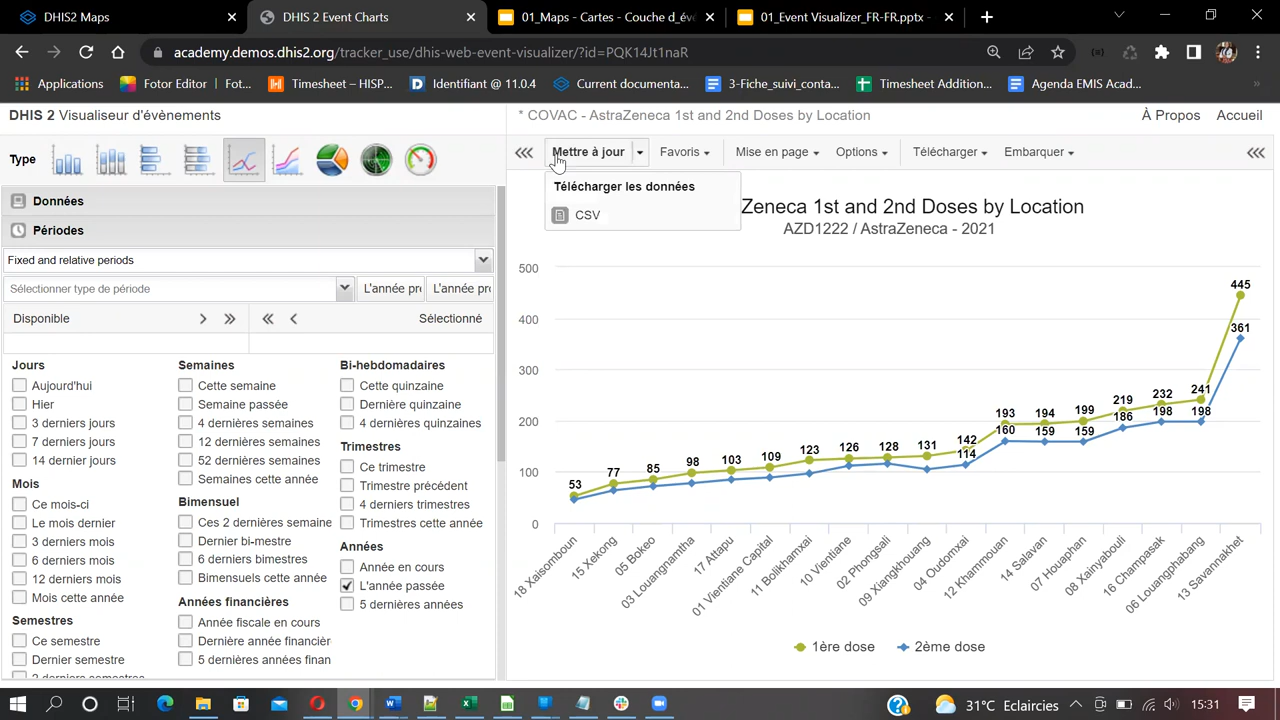 DHIS2 Maps
DHIS 2 Event Charts
01_Maps - Cartes - Couche d_év
01_Event Visualizer_FR-FR.pptx -
academy.demos.dhis2.org/tracker_use/dhis-web-event-visualizer/?id=PQK14Jt1naR
Applications
Fotor Editor | Fot...
Timesheet – HISP...
Identifiant @ 11.0.4
Current documenta...
3-Fiche_suivi_conta...
Timesheet Addition...
Agenda EMIS Acad...
DHIS 2 Visualiseur d'évènements
* COVAC - AstraZeneca 1st and 2nd Doses by Location
À Propos
Accueil
Type
Mettre à jour
Favoris
Mise en page
Options
Télécharger
Embarquer
Télécharger les données
CSV
Données
Périodes
Fixed and relative periods
Sélectionner type de période
L'année pr
L'année pr
Disponible
Sélectionné
Jours
Aujourd'hui
Hier
3 derniers jours
7 derniers jours
14 dernier jours
Mois
Ce mois-ci
Le mois dernier
3 derniers mois
6 derniers mois
12 derniers mois
Mois cette année
Semestres
Ce semestre
Dernier semestre
2 derniers semestres
Semaines
Cette semaine
Semaine passée
4 dernières semaines
12 dernières semaines
52 dernières semaines
Semaines cette année
Bimensuel
Ces 2 dernières semaine
Dernier bi-mestre
6 derniers bimestres
Bimensuels cette année
Années financières
Année fiscale en cours
Dernière année financièr
5 dernières années finan
Bi-hebdomadaires
Cette quinzaine
Dernière quinzaine
4 dernières quinzaines
Trimestres
Ce trimestre
Trimestre précédent
4 derniers trimestres
Trimestres cette année
Années
Année en cours
L'année passée
5 dernières années
Zeneca 1st and 2nd Doses by Location
AZD1222 / AstraZeneca - 2021
500
400
300
200
100
0
53
77
85
98
103
109
123
126
128
131
142
114
193
160
194
159
199
159
219
186
232
198
241
198
445
361
18 Xaisomboun
15 Xekong
05 Bokeo
03 Louangnamtha
17 Attapu
01 Vientiane Capital
11 Bolikhamxai
10 Vientiane
02 Phongsali
09 Xiangkhouang
04 Oudomxai
12 Khammouan
14 Salavan
07 Houaphan
08 Xainyabouli
16 Champasak
06 Louangphabang
13 Savannakhet
1ère dose
2ème dose
31°C Eclaircies
15:31